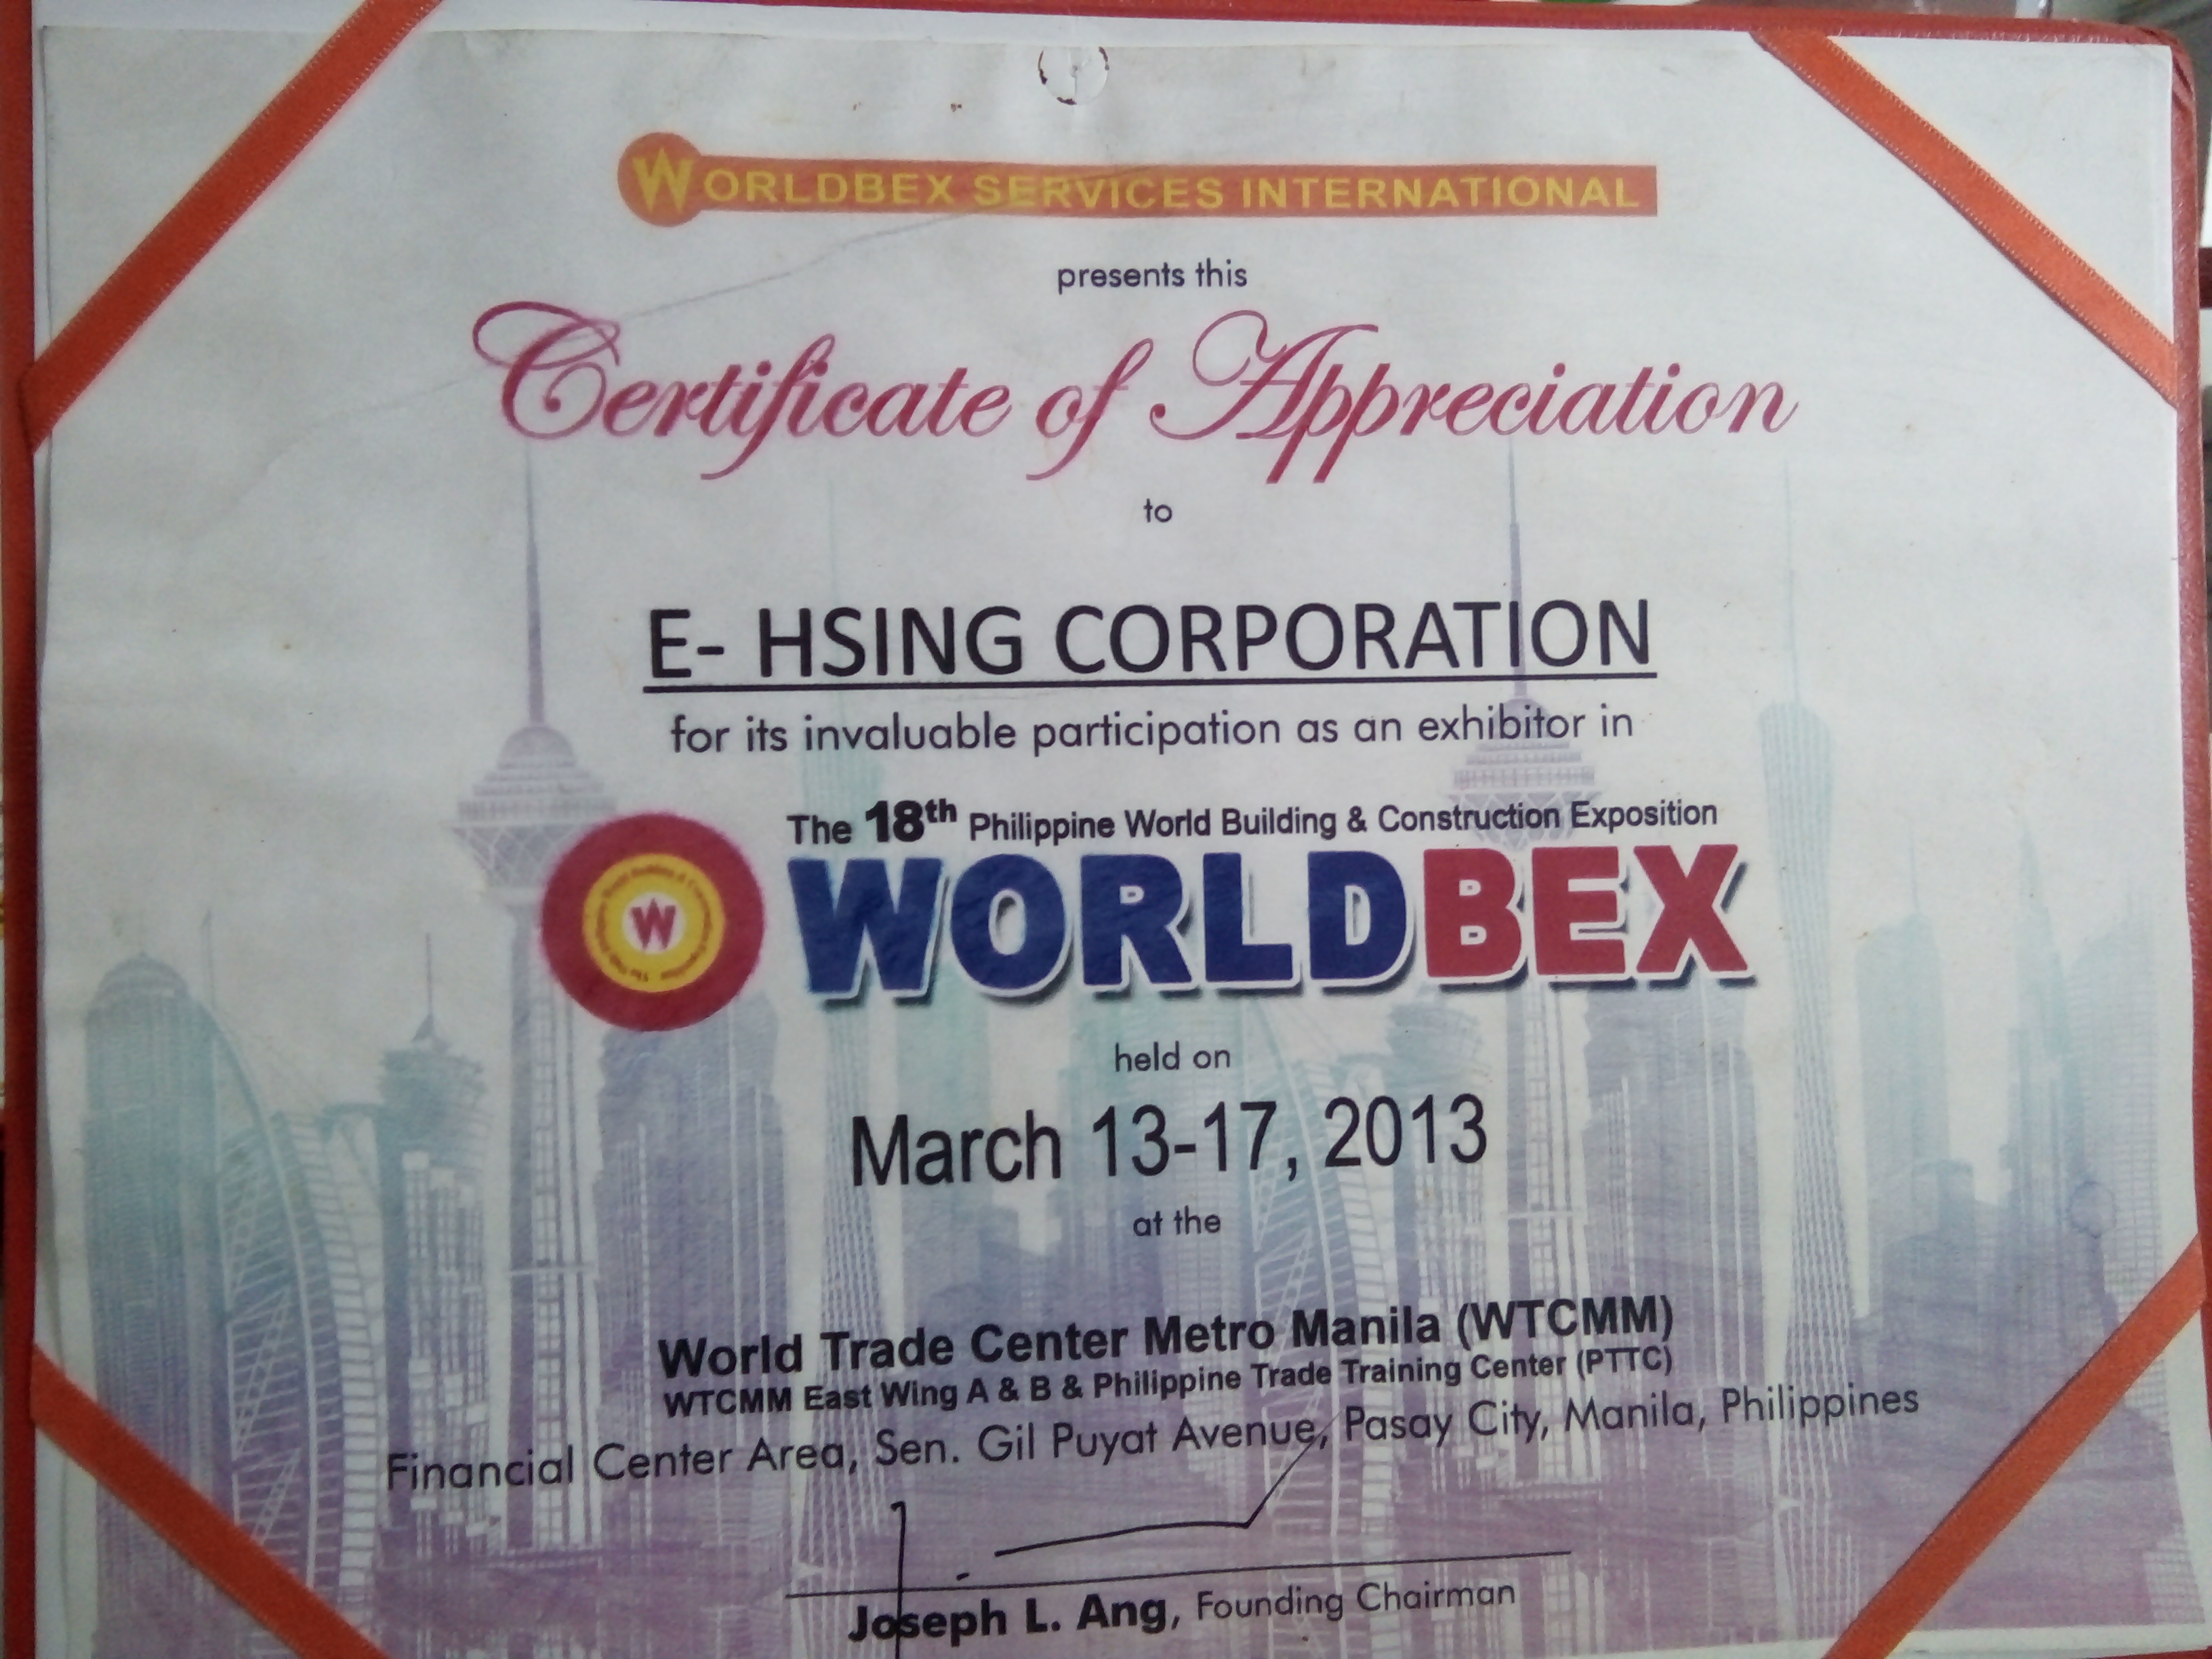 WORLDBEX SERVICES INTERNATIONAL
presents this
Certificate of Appreciation
to
E- HSING CORPORATION
for its invaluable participation as an exhibitor in
The 18th Philippine World Building & Construction Exposition
W
WORLDBEX
held on
March 13-17, 2013
at the
World Trade Center Metro Manila (WTCMM)
WTCMM East Wing A & B & Philippine Trade Training Center (PTTC)
Financial Center Area, Sen. Gil Puyat Avenue, Pasay City, Manila, Philippines
Joseph L. Ang, Founding Chairman